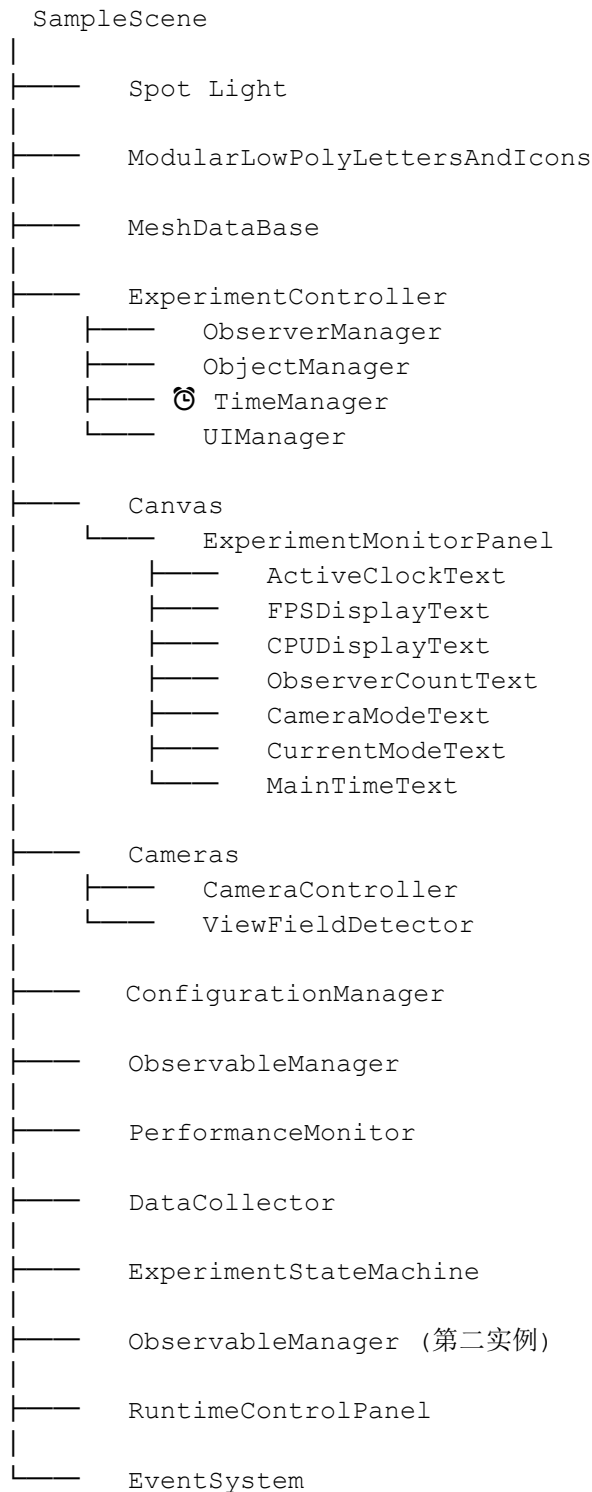 SampleScene
Spot Light
ModularLowPolyLettersAndIcons
MeshDataBase
ExperimentController
ObserverManager
ObjectManager
⏰ TimeManager
UIManager
Canvas
ExperimentMonitorPanel
ActiveClockText
FPSDisplayText
CPUDisplayText
ObserverCountText
CameraModeText
CurrentModeText
MainTimeText
Cameras
CameraController
ViewFieldDetector
ConfigurationManager
ObservableManager
PerformanceMonitor
DataCollector
ExperimentStateMachine
ObservableManager (第二实例)
RuntimeControlPanel
EventSystem